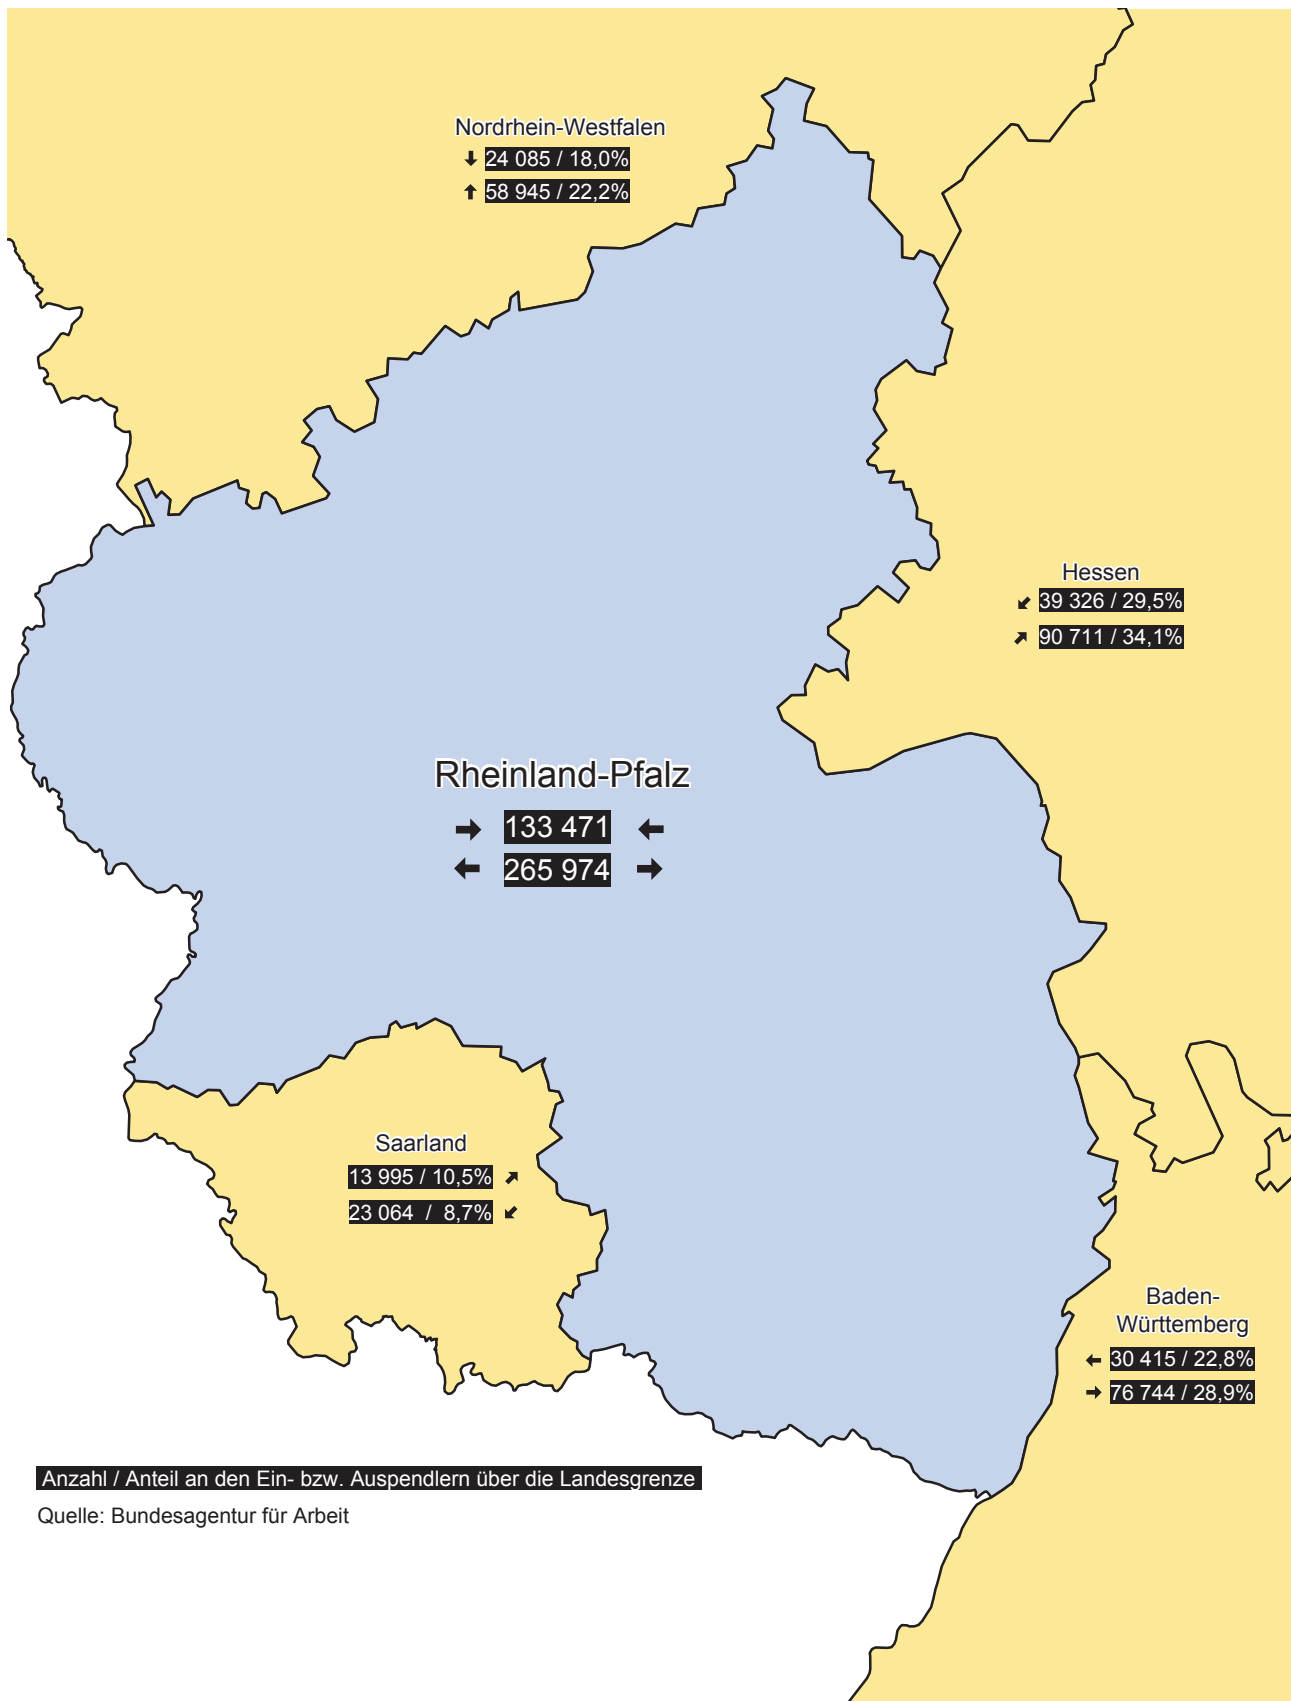 Nordrhein-Westfalen
24 085 / 18,0%
58 945 / 22,2%
Hessen
39 326 / 29,5%
90 711 / 34,1%
Rheinland-Pfalz
133 471
265 974
Saarland
13 995 / 10,5%
23 064 / 8,7%
Baden-
Württemberg
30 415 / 22,8%
76 744 / 28,9%
Anzahl / Anteil an den Ein- bzw. Auspendlern über die Landesgrenze
Quelle: Bundesagentur für Arbeit